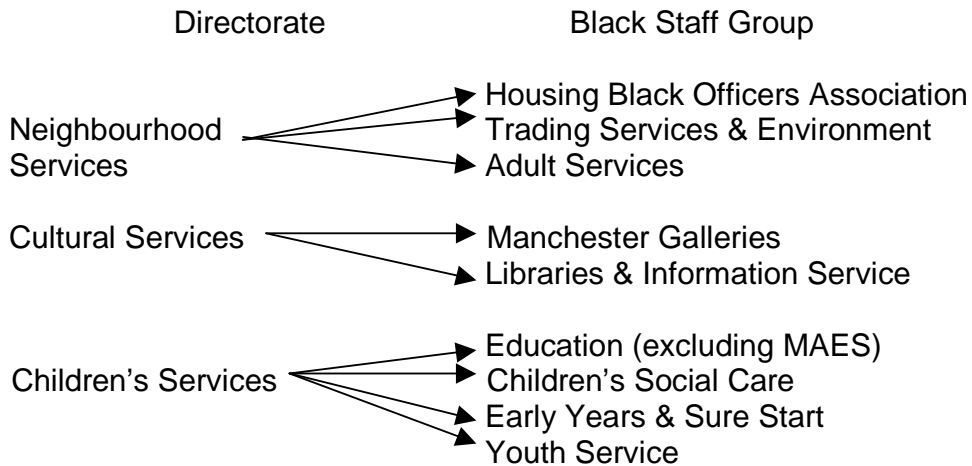 Directorate Black Staff Group
Housing Black Officers Association
Neighbourhood Trading Services & Environment
Services Adult Services
Cultural Services Manchester Galleries
Libraries & Information Service
Education (excluding MAES)
Children’s Services Children’s Social Care
Early Years & Sure Start
Youth Service